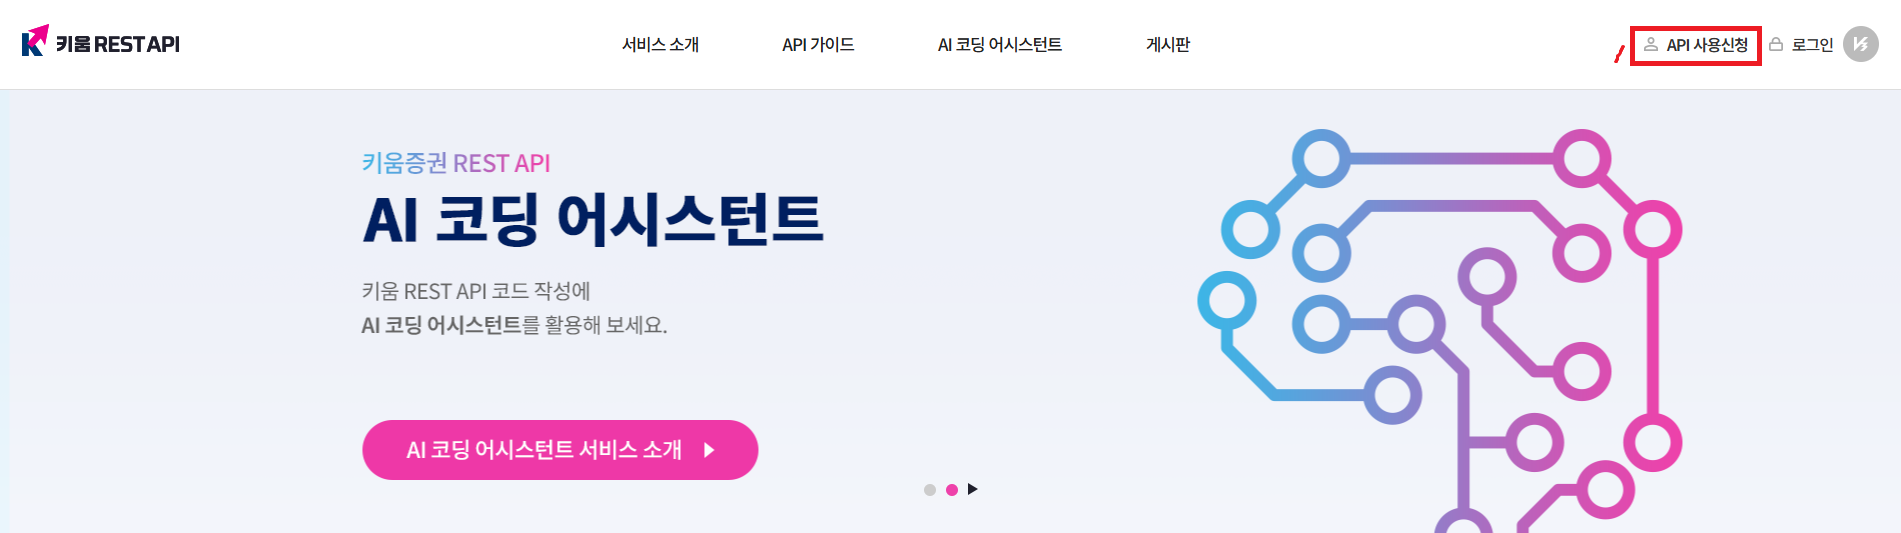 키움 REST API
서비스 소개
API 가이드
AI 코딩 어시스턴트
게시판
API 사용신청
로그인
키움증권 REST API
AI 코딩 어시스턴트
키움 REST API 코드 작성에
AI 코딩 어시스턴트를 활용해 보세요.
AI 코딩 어시스턴트 서비스 소개